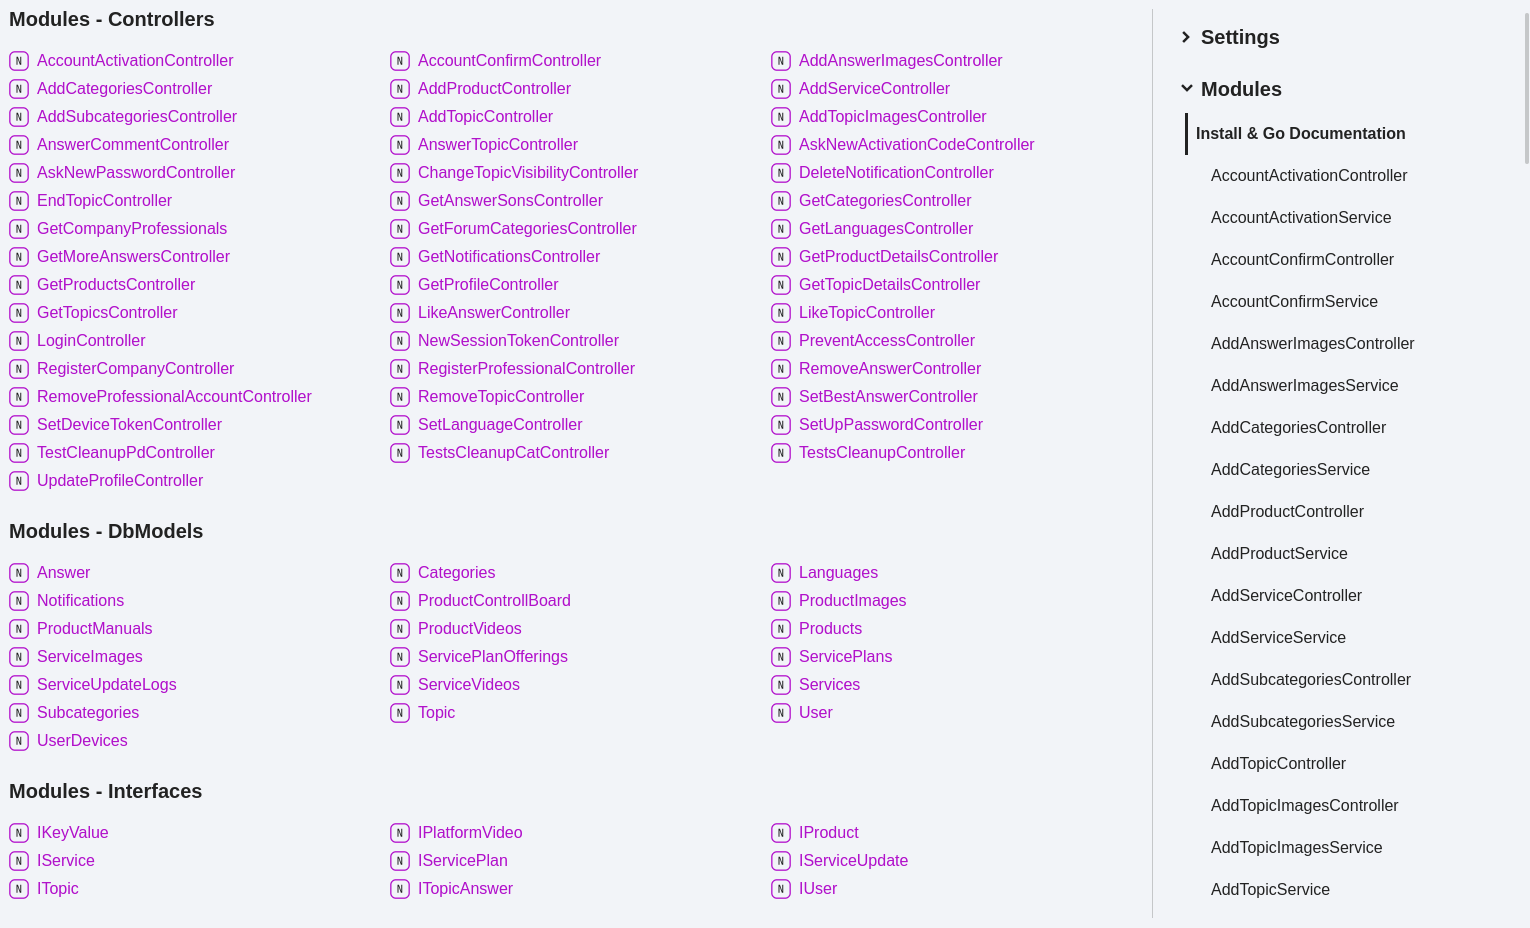 Modules - Controllers
N AccountActivationController N AccountConfirmController N AddAnswerImagesController
N AddCategoriesController N AddProductController N AddServiceController
N AddSubcategoriesController N AddTopicController N AddTopicImagesController
N AnswerCommentController N AnswerTopicController N AskNewActivationCodeController
N AskNewPasswordController N ChangeTopicVisibilityController N DeleteNotificationController
N EndTopicController N GetAnswerSonsController N GetCategoriesController
N GetCompanyProfessionals N GetForumCategoriesController N GetLanguagesController
N GetMoreAnswersController N GetNotificationsController N GetProductDetailsController
N GetProductsController N GetProfileController N GetTopicDetailsController
N GetTopicsController N LikeAnswerController N LikeTopicController
N LoginController N NewSessionTokenController N PreventAccessController
N RegisterCompanyController N RegisterProfessionalController N RemoveAnswerController
N RemoveProfessionalAccountController N RemoveTopicController N SetBestAnswerController
N SetDeviceTokenController N SetLanguageController N SetUpPasswordController
N TestCleanupPdController N TestsCleanupCatController N TestsCleanupController
N UpdateProfileController
Modules - DbModels
N Answer N Categories N Languages
N Notifications N ProductControllBoard N ProductImages
N ProductManuals N ProductVideos N Products
N ServiceImages N ServicePlanOfferings N ServicePlans
N ServiceUpdateLogs N ServiceVideos N Services
N Subcategories N Topic N User
N UserDevices
Modules - Interfaces
N IKeyValue N IPlatformVideo N IProduct
N IService N IServicePlan N IServiceUpdate
N ITopic N ITopicAnswer N IUser
Settings
Modules
Install & Go Documentation
AccountActivationController
AccountActivationService
AccountConfirmController
AccountConfirmService
AddAnswerImagesController
AddAnswerImagesService
AddCategoriesController
AddCategoriesService
AddProductController
AddProductService
AddServiceController
AddServiceService
AddSubcategoriesController
AddSubcategoriesService
AddTopicController
AddTopicImagesController
AddTopicImagesService
AddTopicService